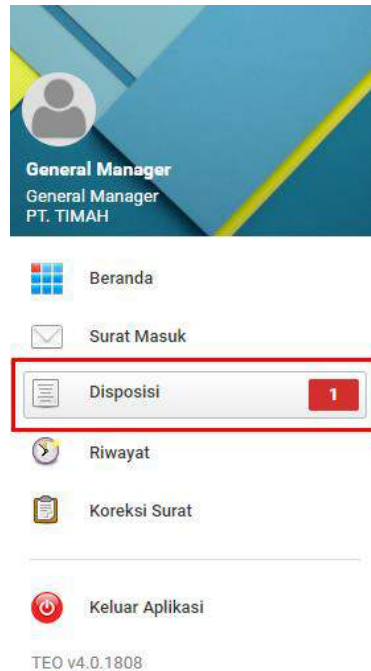 General Manager
General Manager
PT. TIMAH
Beranda
Surat Masuk
Disposisi 1
Riwayat
Koreksi Surat
Keluar Aplikasi
TEO v4.0.1808